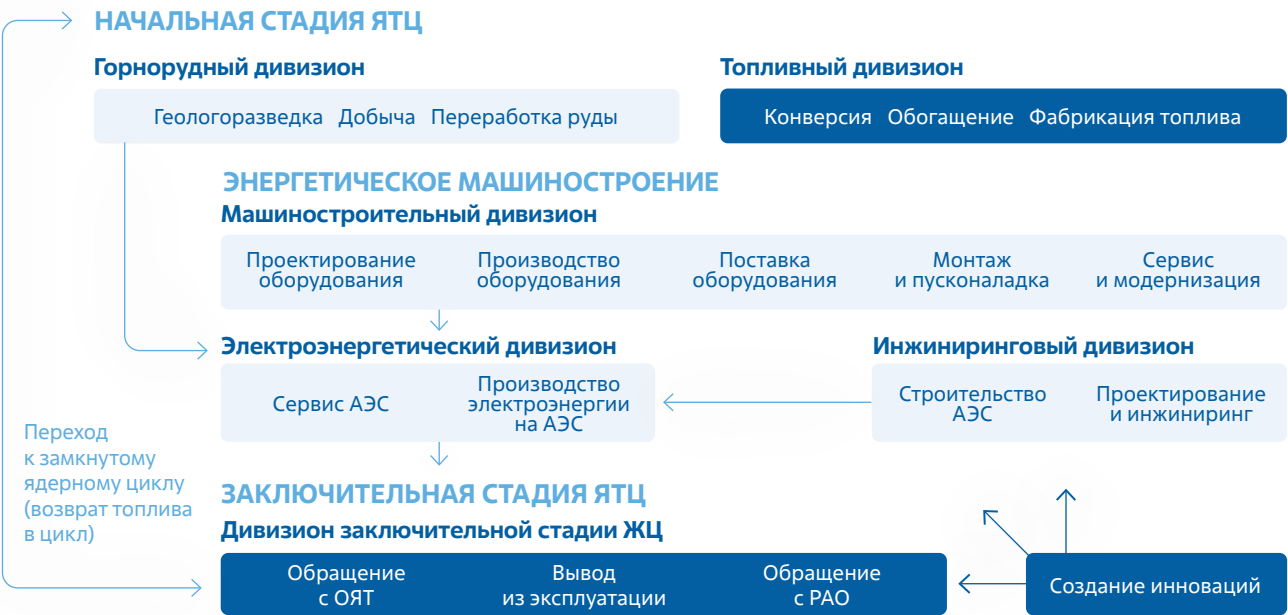 НАЧАЛЬНАЯ СТАДИЯ ЯТЦ
Горнорудный дивизион
Геологоразведка Добыча Переработка руды
Топливный дивизион
Конверсия Обогащение Фабрикация топлива
ЭНЕРГЕТИЧЕСКОЕ МАШИНОСТРОЕНИЕ
Машиностроительный дивизион
Проектирование
оборудования
Производство
оборудования
Поставка
оборудования
Монтаж
и пусконаладка
Сервис
и модернизация
Электроэнергетический дивизион
Сервис АЭС
Производство
электроэнергии
на АЭС
Инжиниринговый дивизион
Строительство
АЭС
Проектирование
и инжиниринг
Переход
к замкнутому
ядерному циклу
(возврат топлива
в цикл)
ЗАКЛЮЧИТЕЛЬНАЯ СТАДИЯ ЯТЦ
Дивизион заключительной стадии ЖЦ
Обращение
с ОЯТ
Вывод
из эксплуатации
Обращение
с РАО
Создание инноваций